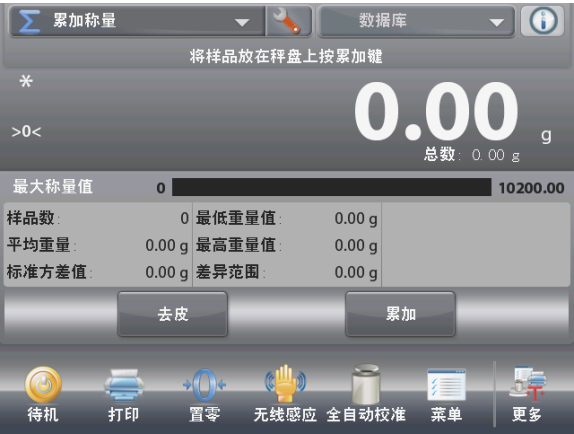 累加称量 数据库
将样品放在秤盘上按累加键
*
>0<
0.00 g
总数: 0.00 g
最大称量值 0 10200.00
样品数: 0 最低重量值: 0.00 g
平均重量: 0.00 g 最高重量值: 0.00 g
标准方差值: 0.00 g 差异范围: 0.00 g
去皮 累加
待机 打印 置零 无线感应 全自动校准 菜单 更多